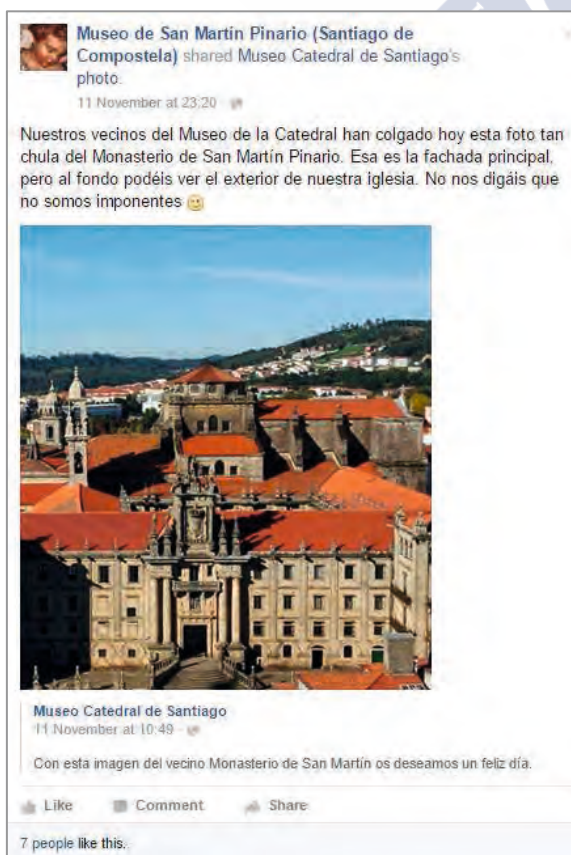 Museo de San Martín Pinario (Santiago de
Compostela) shared Museo Catedral de Santiago's
photo.
11 November at 23:20
Nuestros vecinos del Museo de la Catedral han colgado hoy esta foto tan
chula del Monasterio de San Martín Pinario. Esa es la fachada principal,
pero al fondo podéis ver el exterior de nuestra iglesia. No nos digáis que
no somos imponentes
Museo Catedral de Santiago
11 November at 10:49
Con esta imagen del vecino Monasterio de San Martín os deseamos un feliz día.
Like Comment Share
7 people like this.